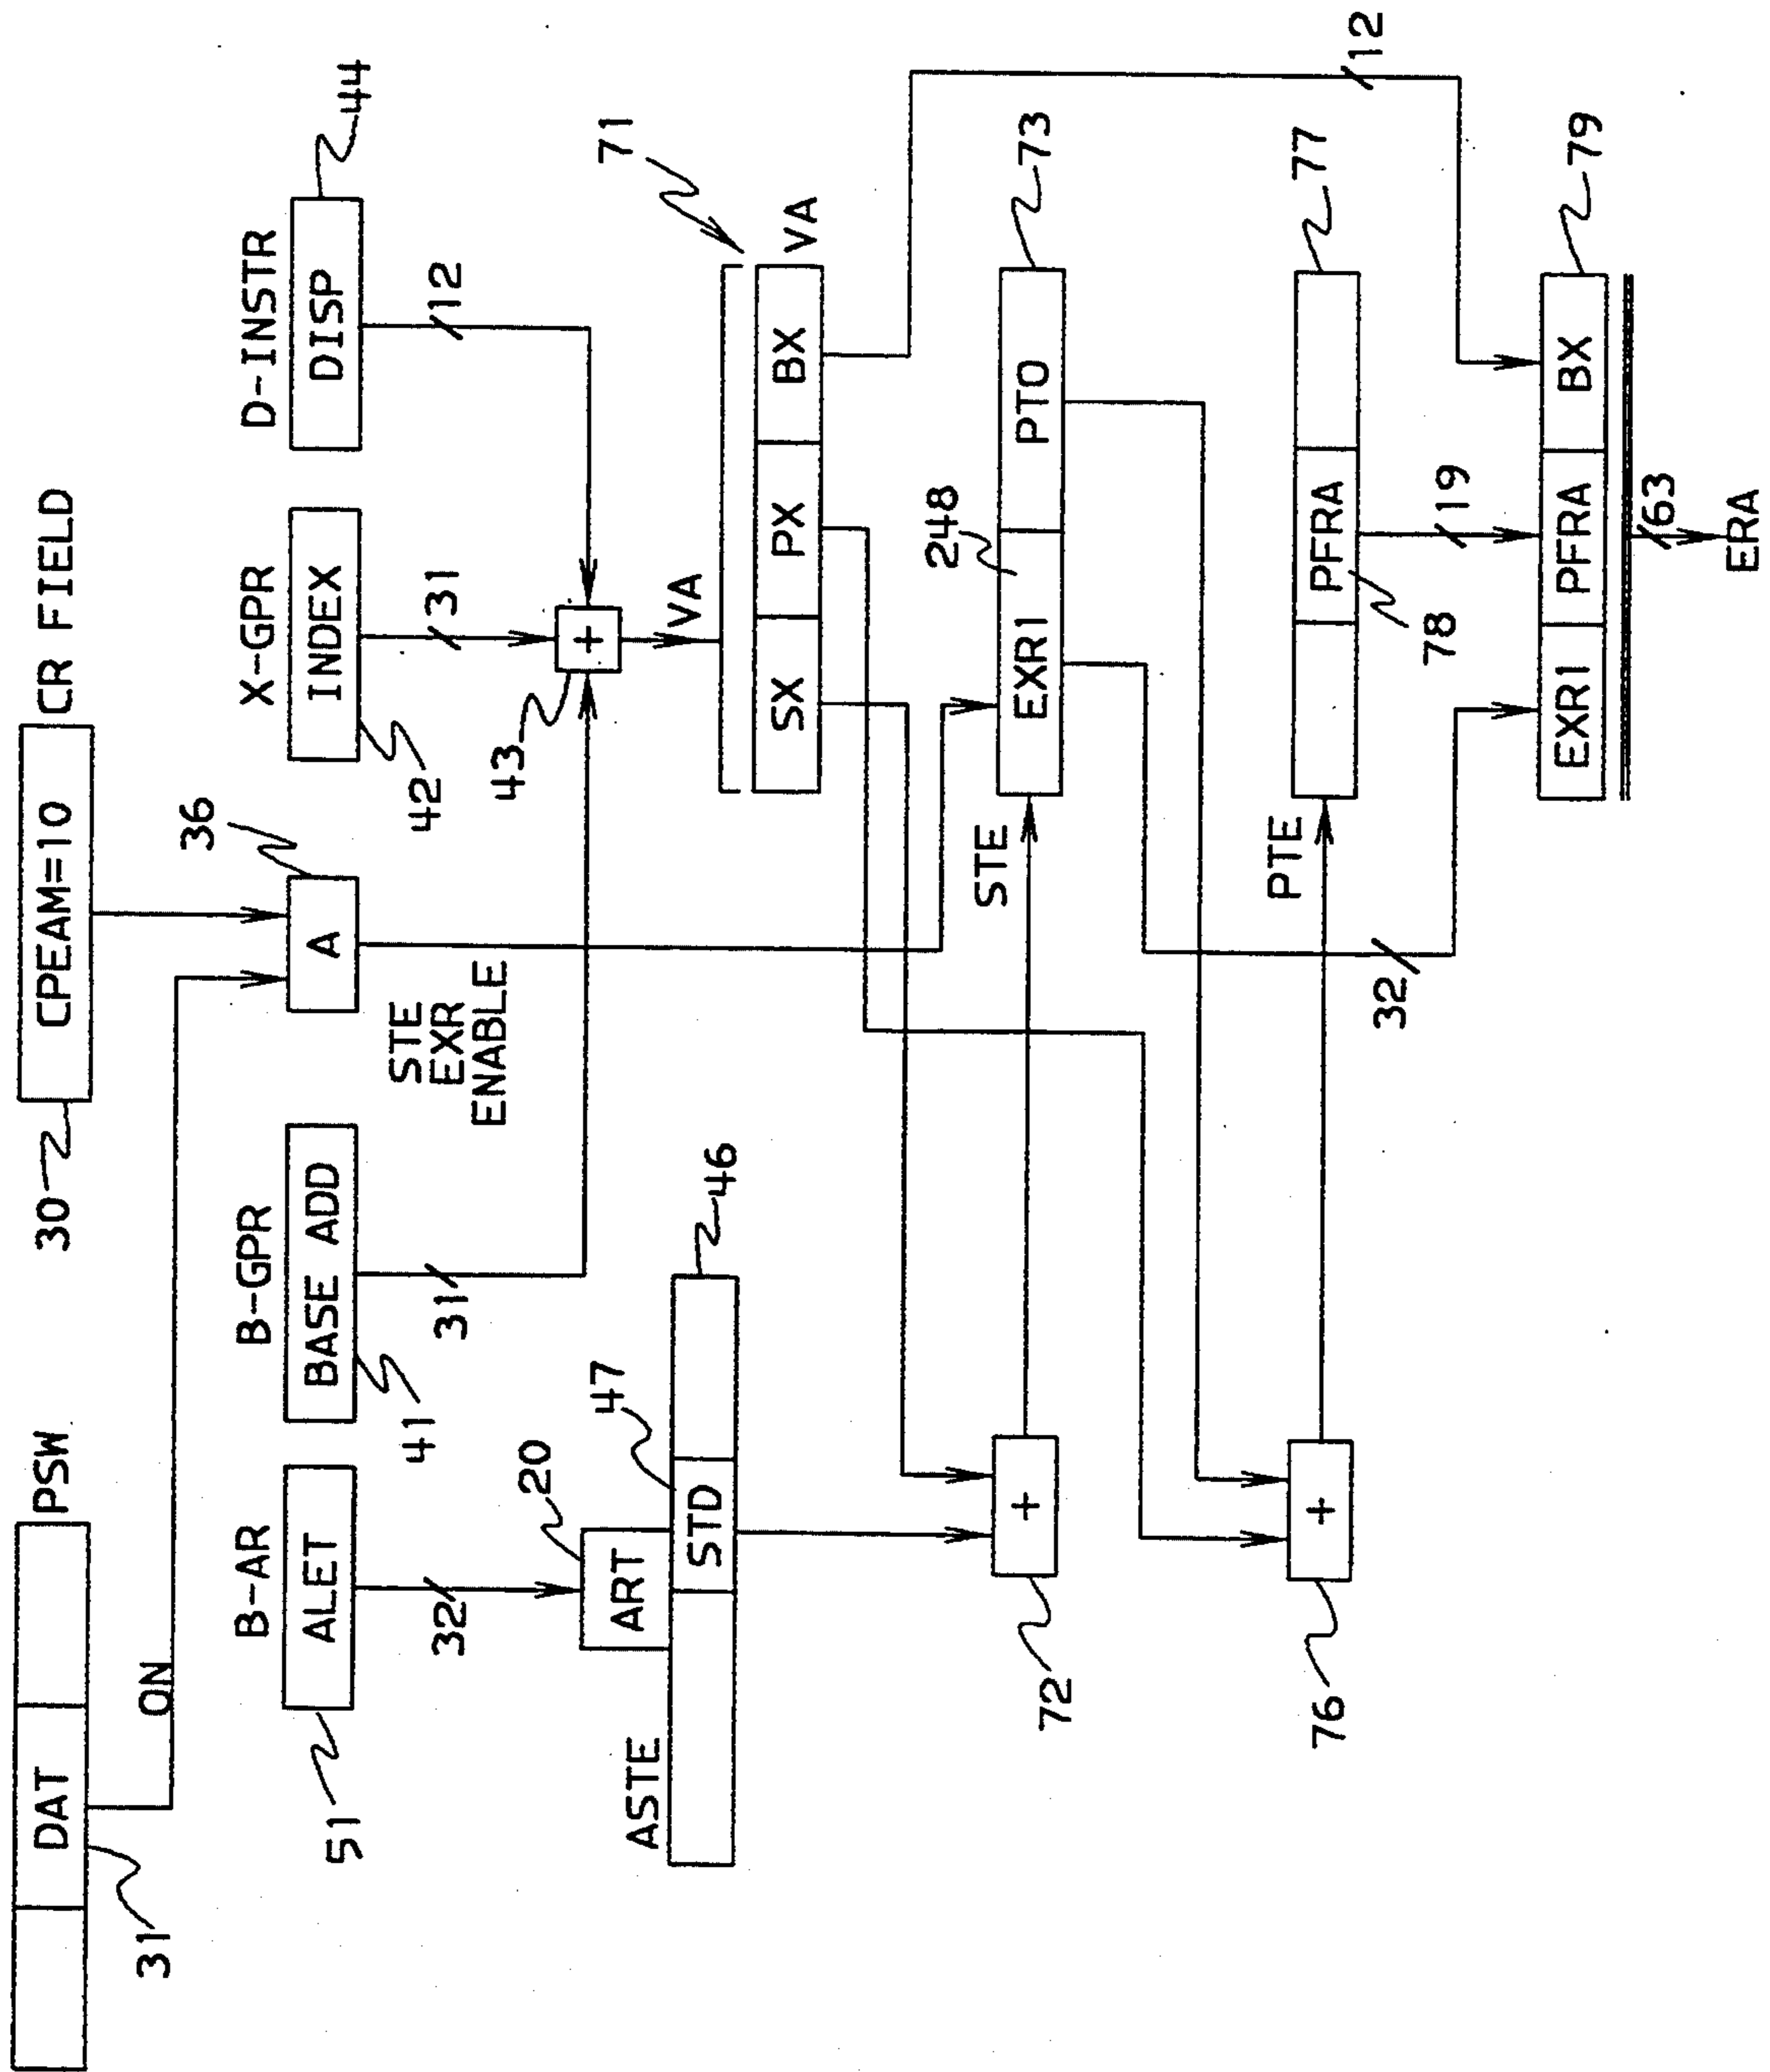 PSW
DAT
31
ON
CR FIELD
CPEAM=10
30
A
36
STE
EXR
ENABLE
B-AR
ALET
51
32
B-GPR
BASE ADD
41
31
X-GPR
INDEX
42
31
D-INSTR
DISP
44
12
+
43
VA
ART
20
ASTE
STD
47
46
71
VA
SX
PX
BX
12
+
72
STE
EXR1
PTO
248
73
+
76
PTE
PFRA
78
77
32
19
EXR1
PFRA
BX
79
63
ERA